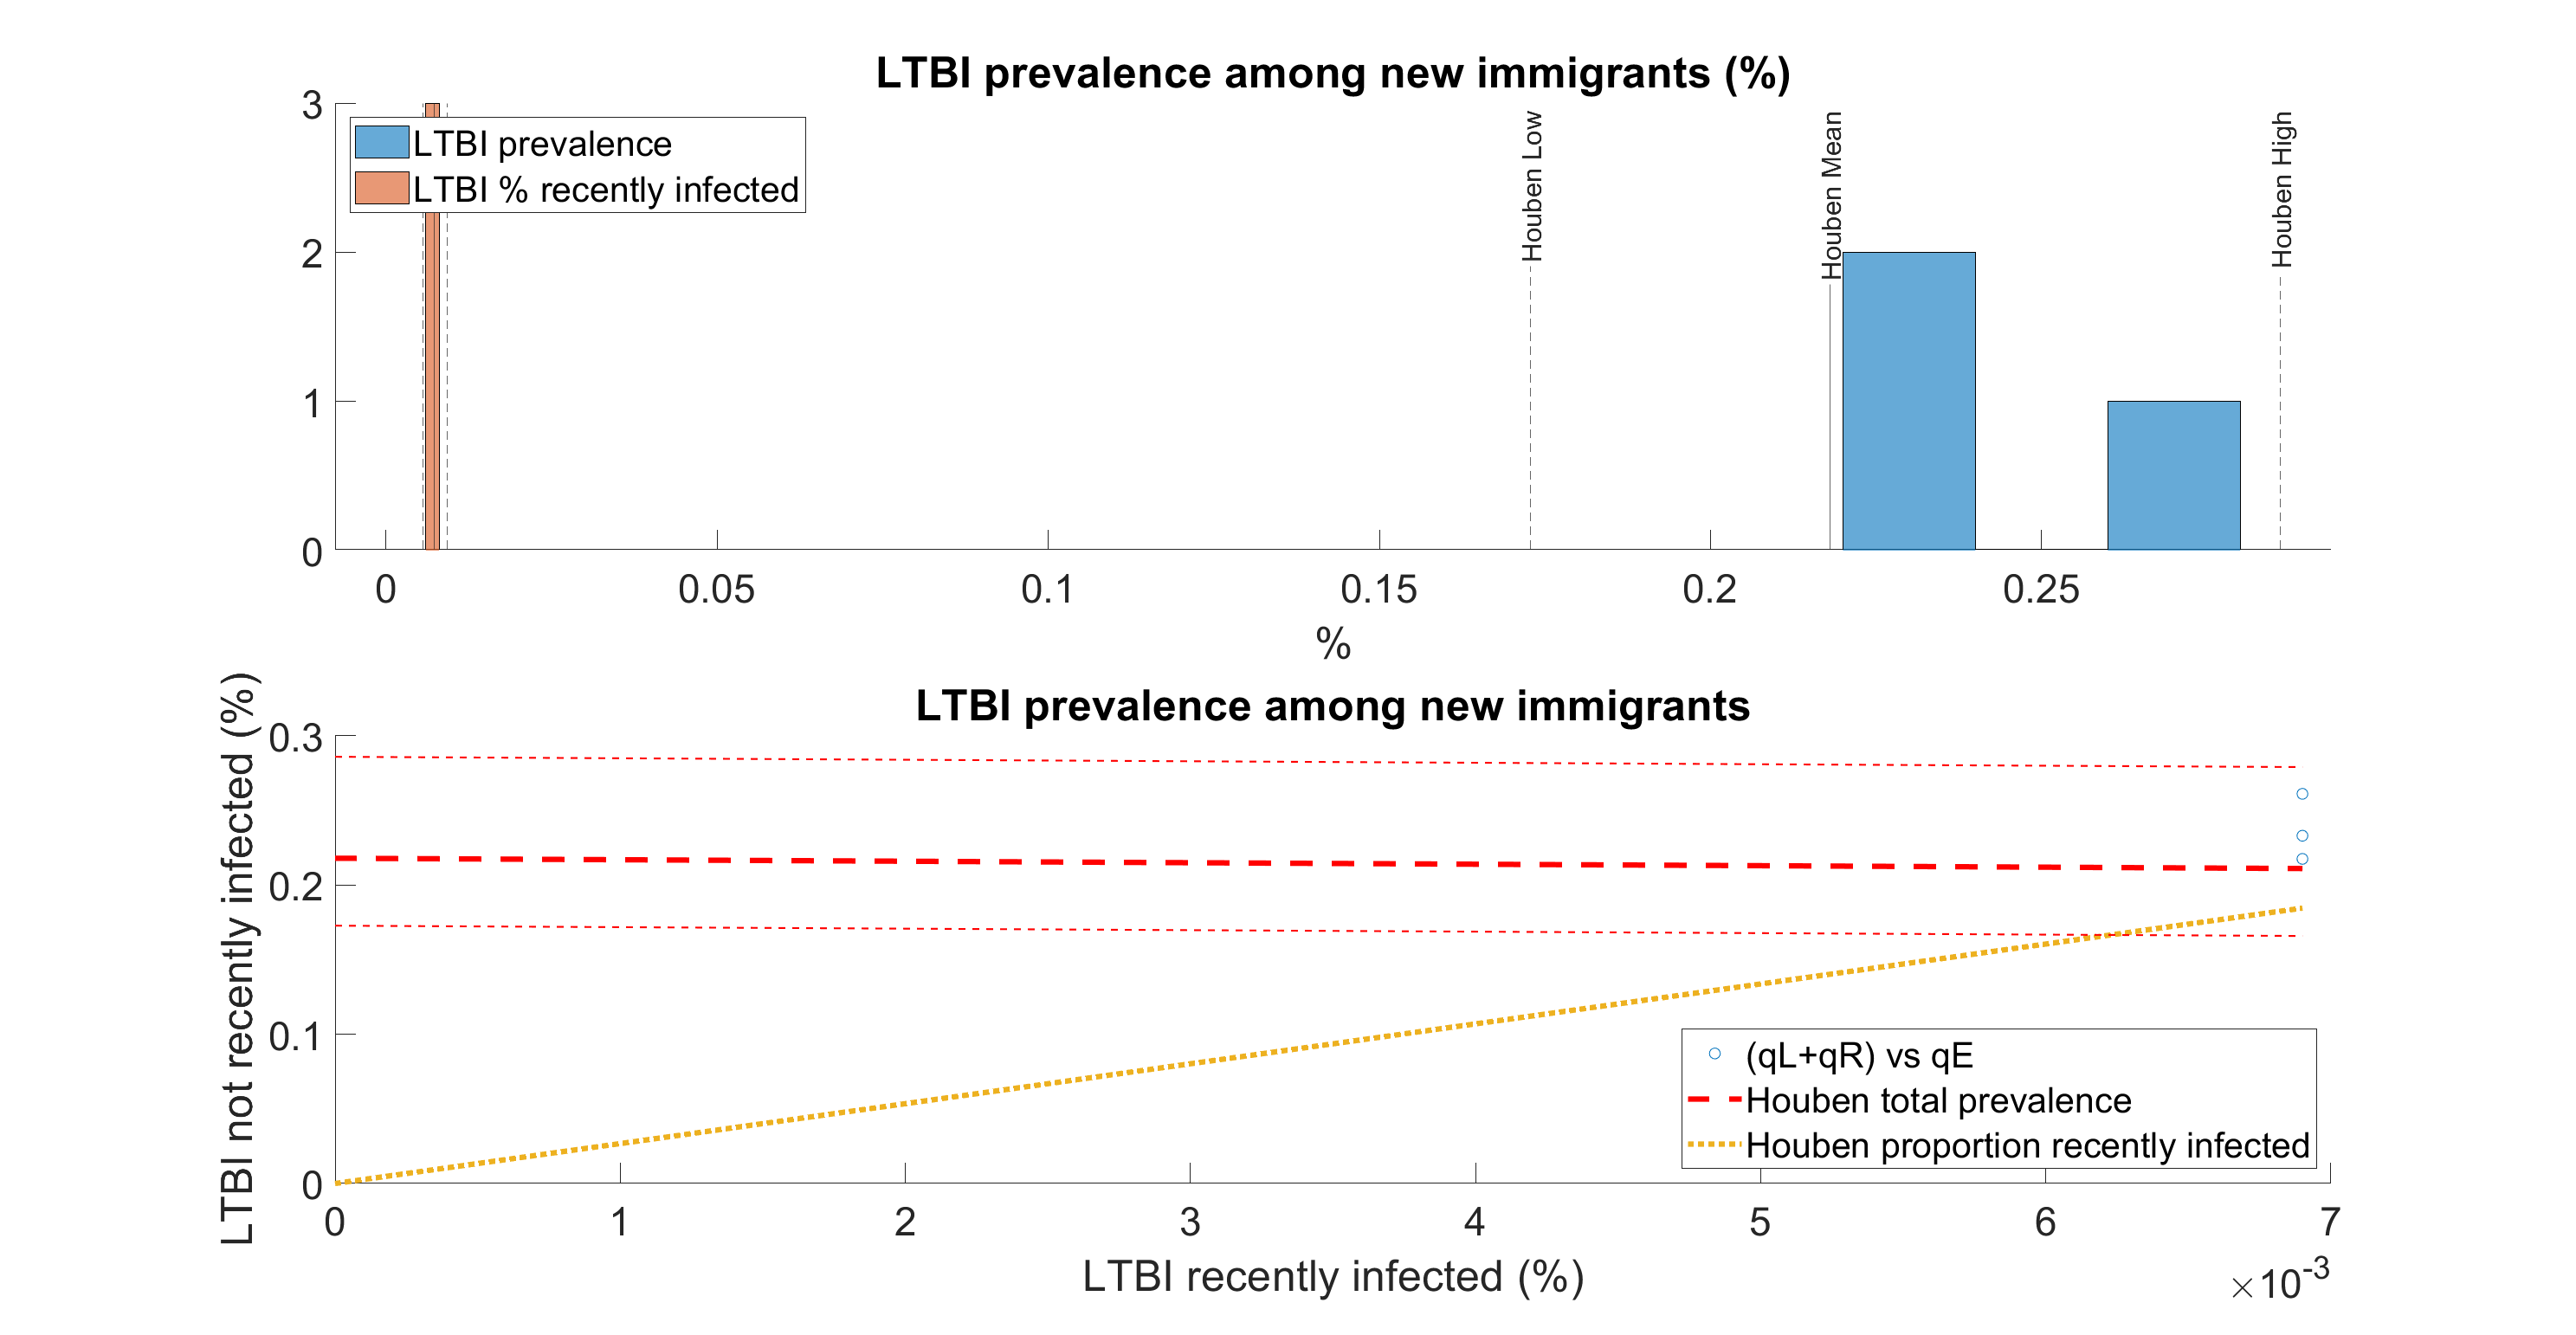 LTBI prevalence among new immigrants (%)
3
2
1
0
LTBI prevalence
LTBI % recently infected
Houben Low
Houben Mean
Houben High
0 0.05 0.1 0.15 0.2 0.25
%
LTBI prevalence among new immigrants
LTBI not recently infected (%)
0.3
0.2
0.1
0
(qL+qR) vs qE
Houben total prevalence
Houben proportion recently infected
0 1 2 3 4 5 6 7
LTBI recently infected (%)
×10-3